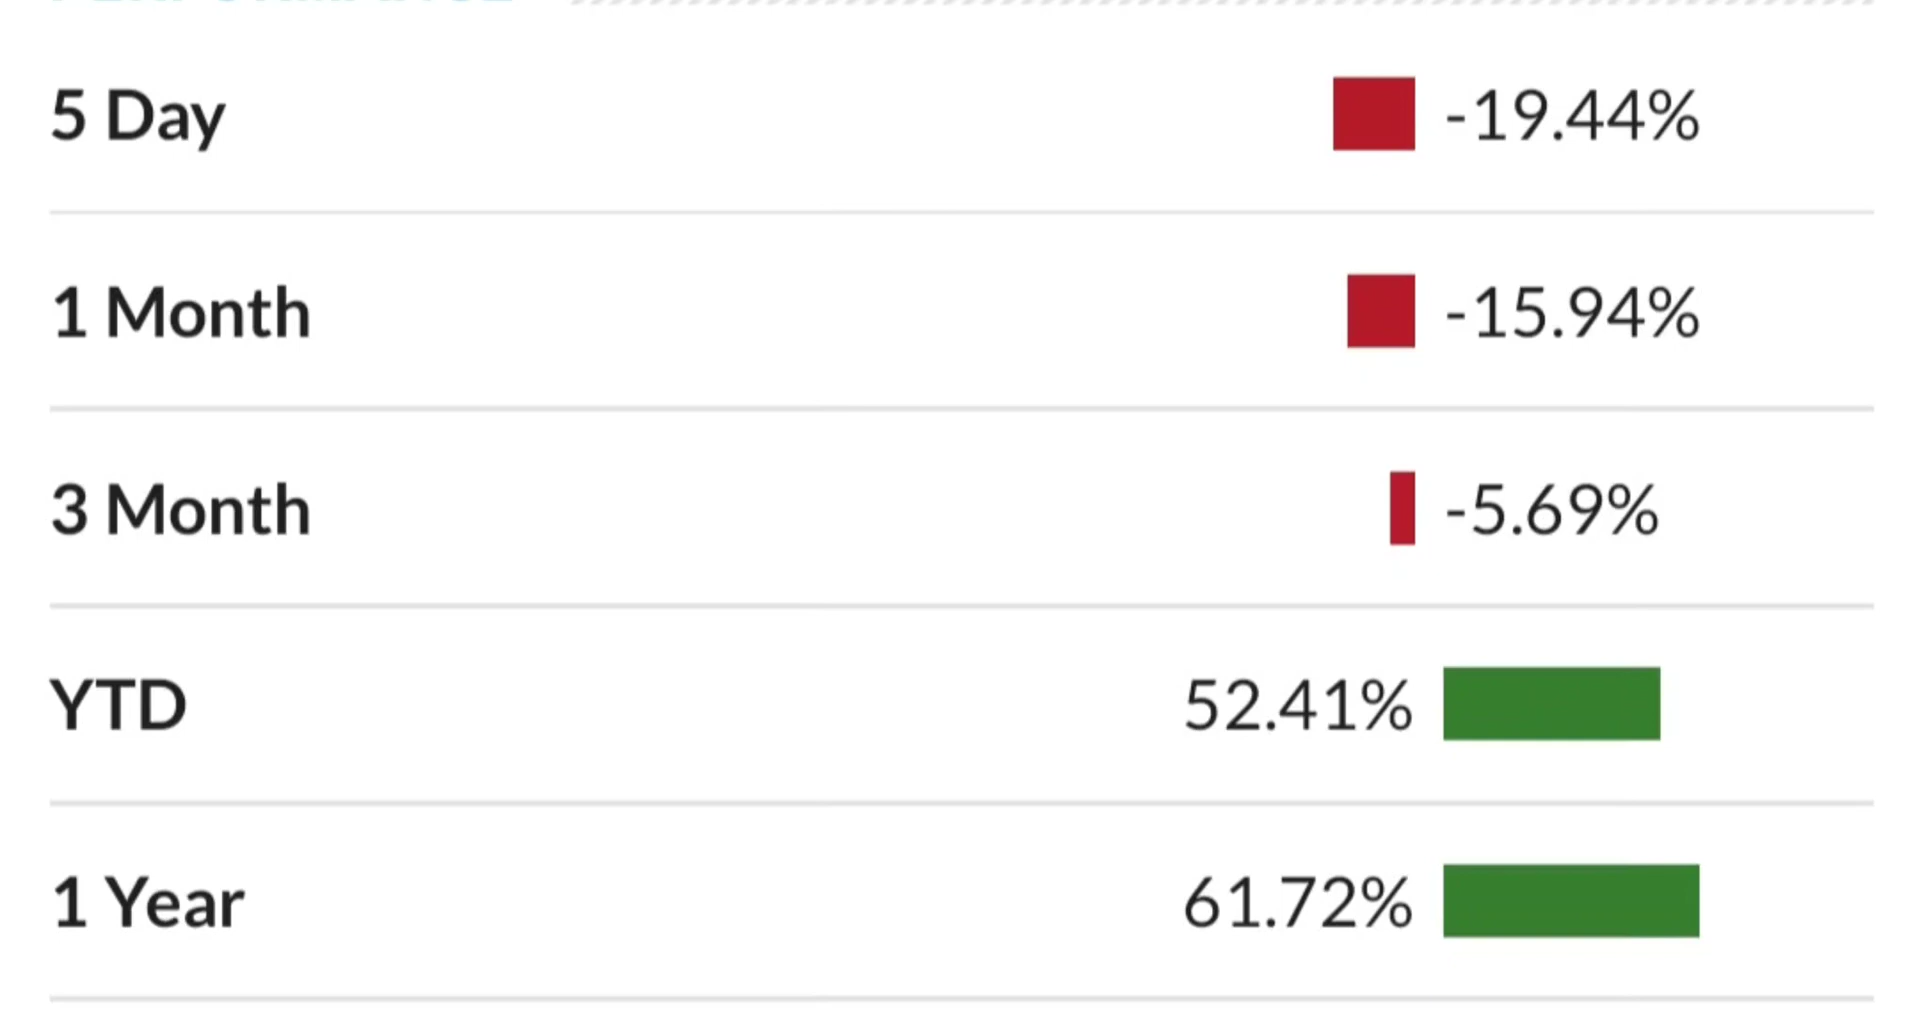 5 Day -19.44%
1 Month -15.94%
3 Month -5.69%
YTD 52.41%
1 Year 61.72%